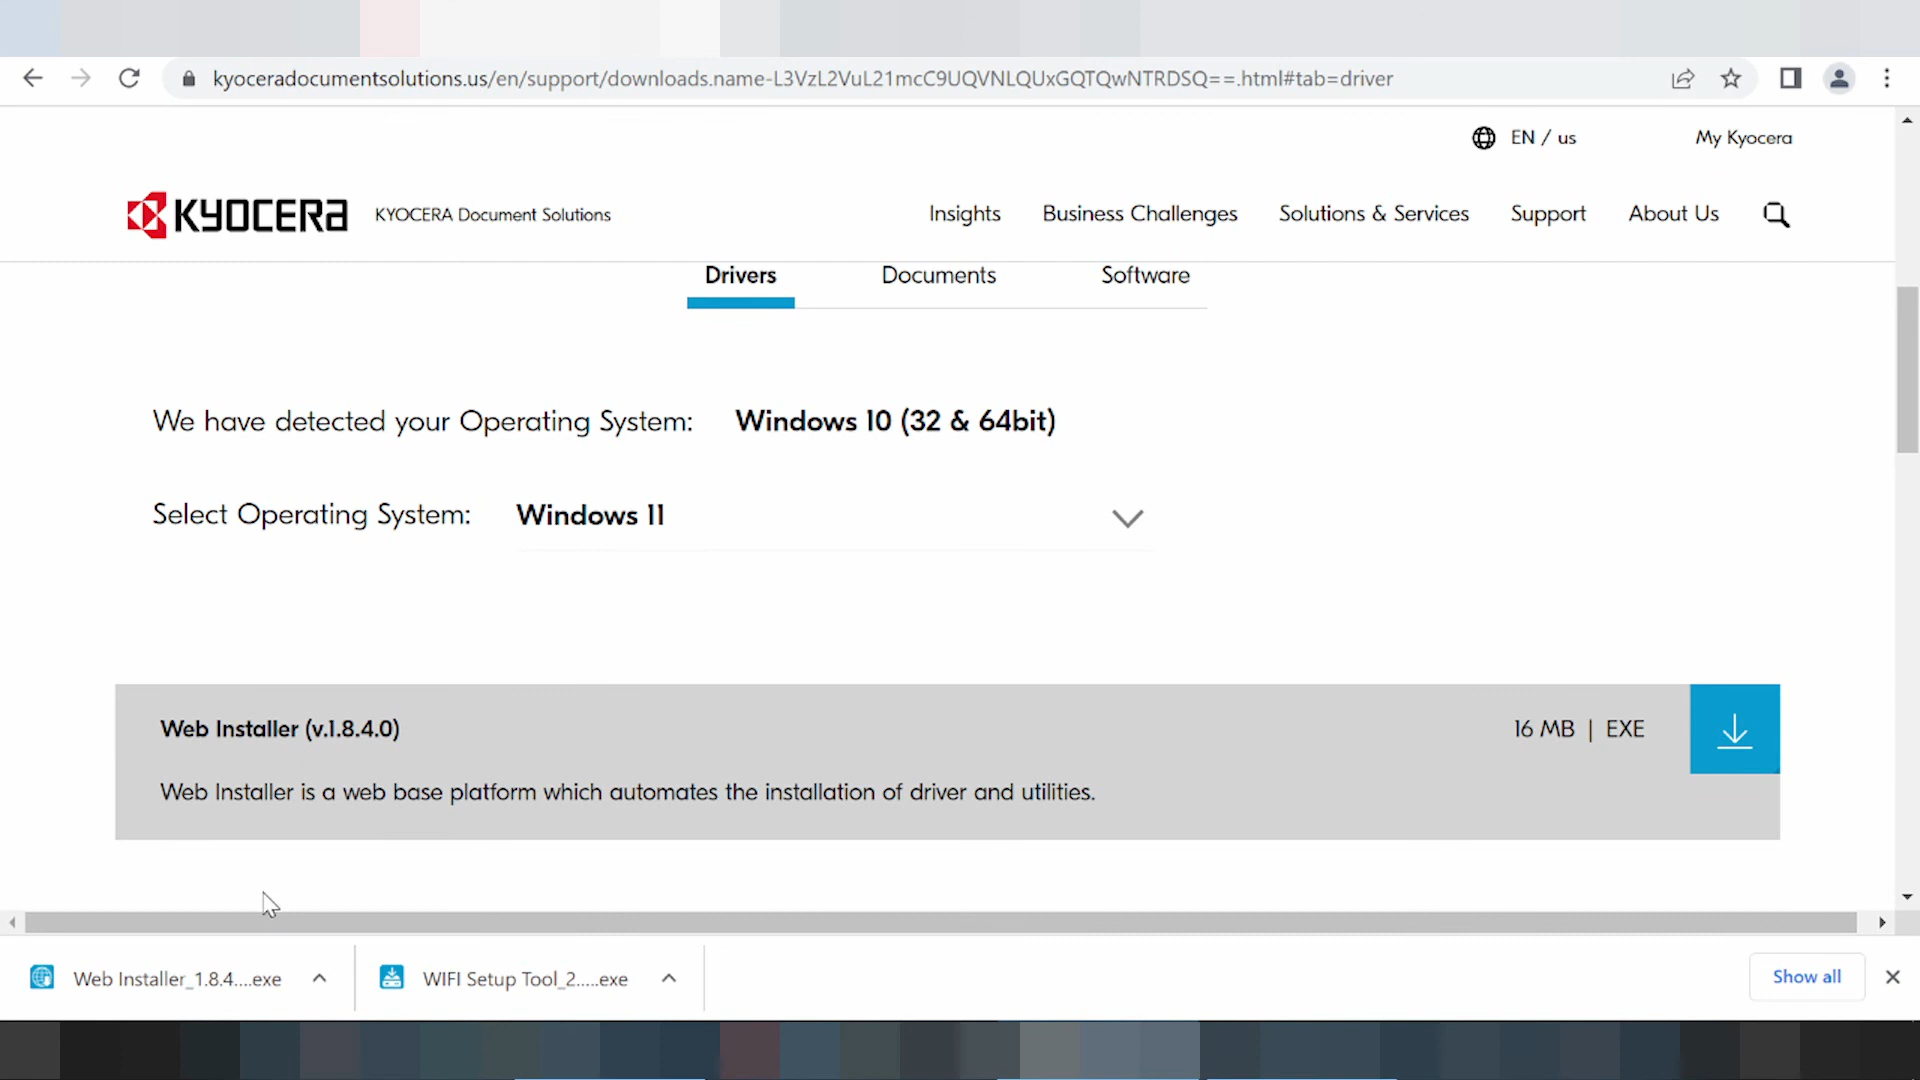 kyoceradocumentsolutions.us/en/support/downloads.name-L3VzL2VuL21mcC9UQVNLQUxGQTQwNTRDSQ==.html#tab=driver
EN / us
My Kyocera
KYOCERA
KYOCERA Document Solutions
Insights
Business Challenges
Solutions & Services
Support
About Us
Drivers
Documents
Software
We have detected your Operating System: Windows 10 (32 & 64bit)
Select Operating System: Windows 11
Web Installer (v.1.8.4.0)
16 MB | EXE
Web Installer is a web base platform which automates the installation of driver and utilities.
Web Installer_1.8.4....exe
WIFI Setup Tool_2.....exe
Show all